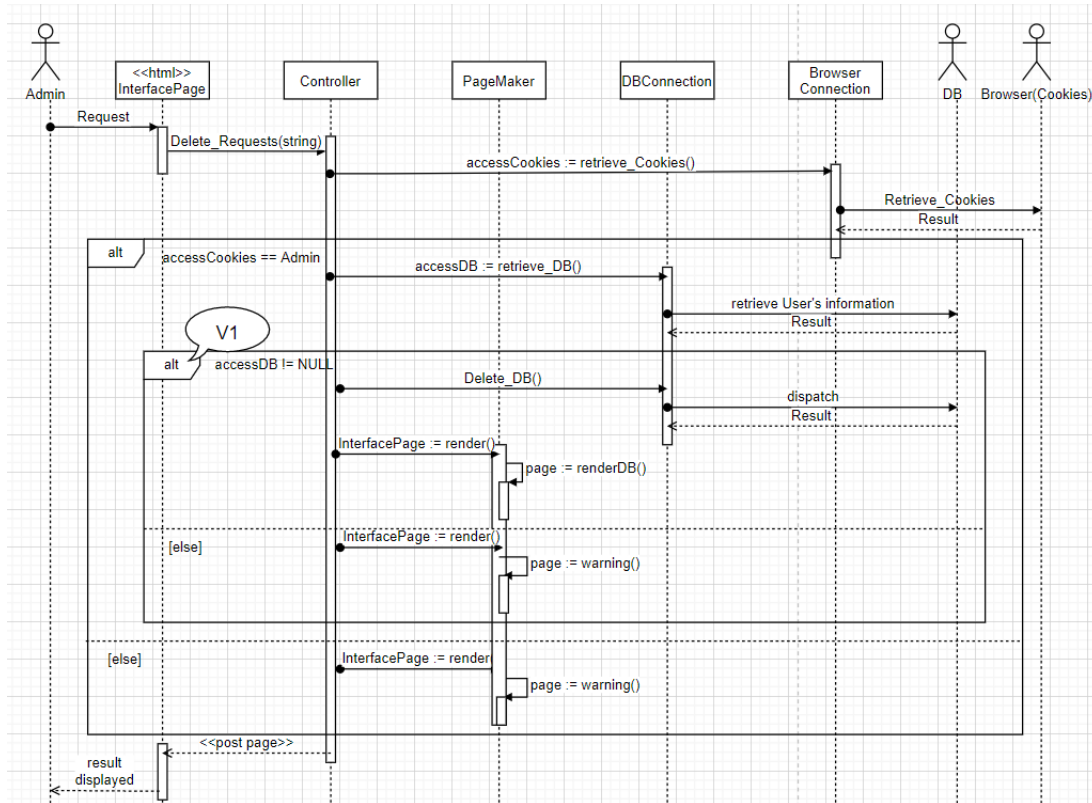 Admin
<<html>>
InterfacePage
Controller
PageMaker
DBConnection
Browser
Connection
DB
Browser(Cookies)
Request
Delete_Requests(string)
accessCookies := retrieve_Cookies()
Retrieve_Cookies
Result
alt
accessCookies == Admin
accessDB := retrieve_DB()
retrieve User's information
Result
V1
alt
accessDB != NULL
Delete_DB()
dispatch
Result
InterfacePage := render()
page := renderDB()
[else]
InterfacePage := render()
page := warning()
[else]
InterfacePage := render(
page := warning()
<<post page>>
result
displayed